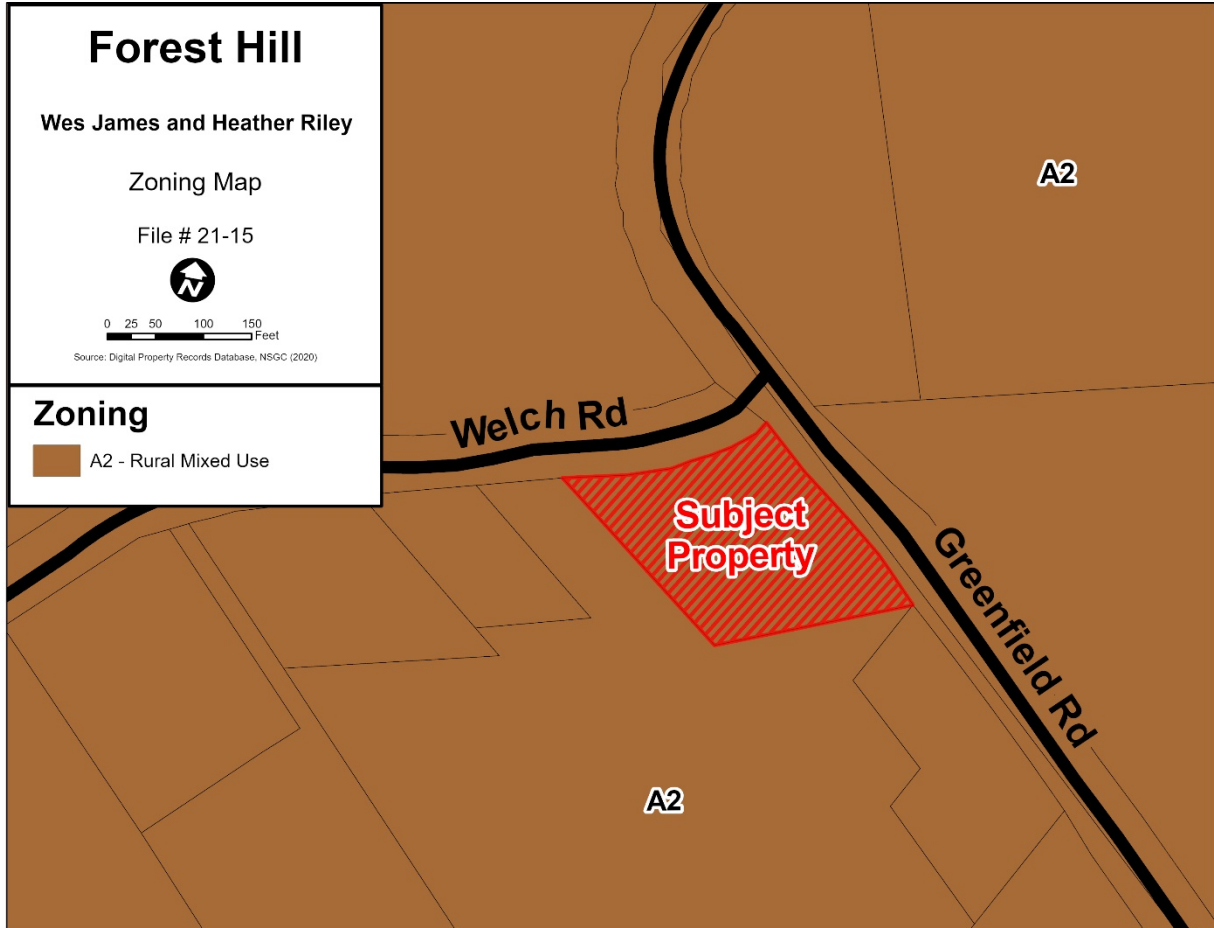 Forest Hill
Wes James and Heather Riley
Zoning Map
File # 21-15
N
0 25 50 100 150
Feet
Source: Digital Property Records Database, NSGC (2020)
Zoning
A2 - Rural Mixed Use
A2
Welch Rd
Subject
Property
Greenfield Rd
A2